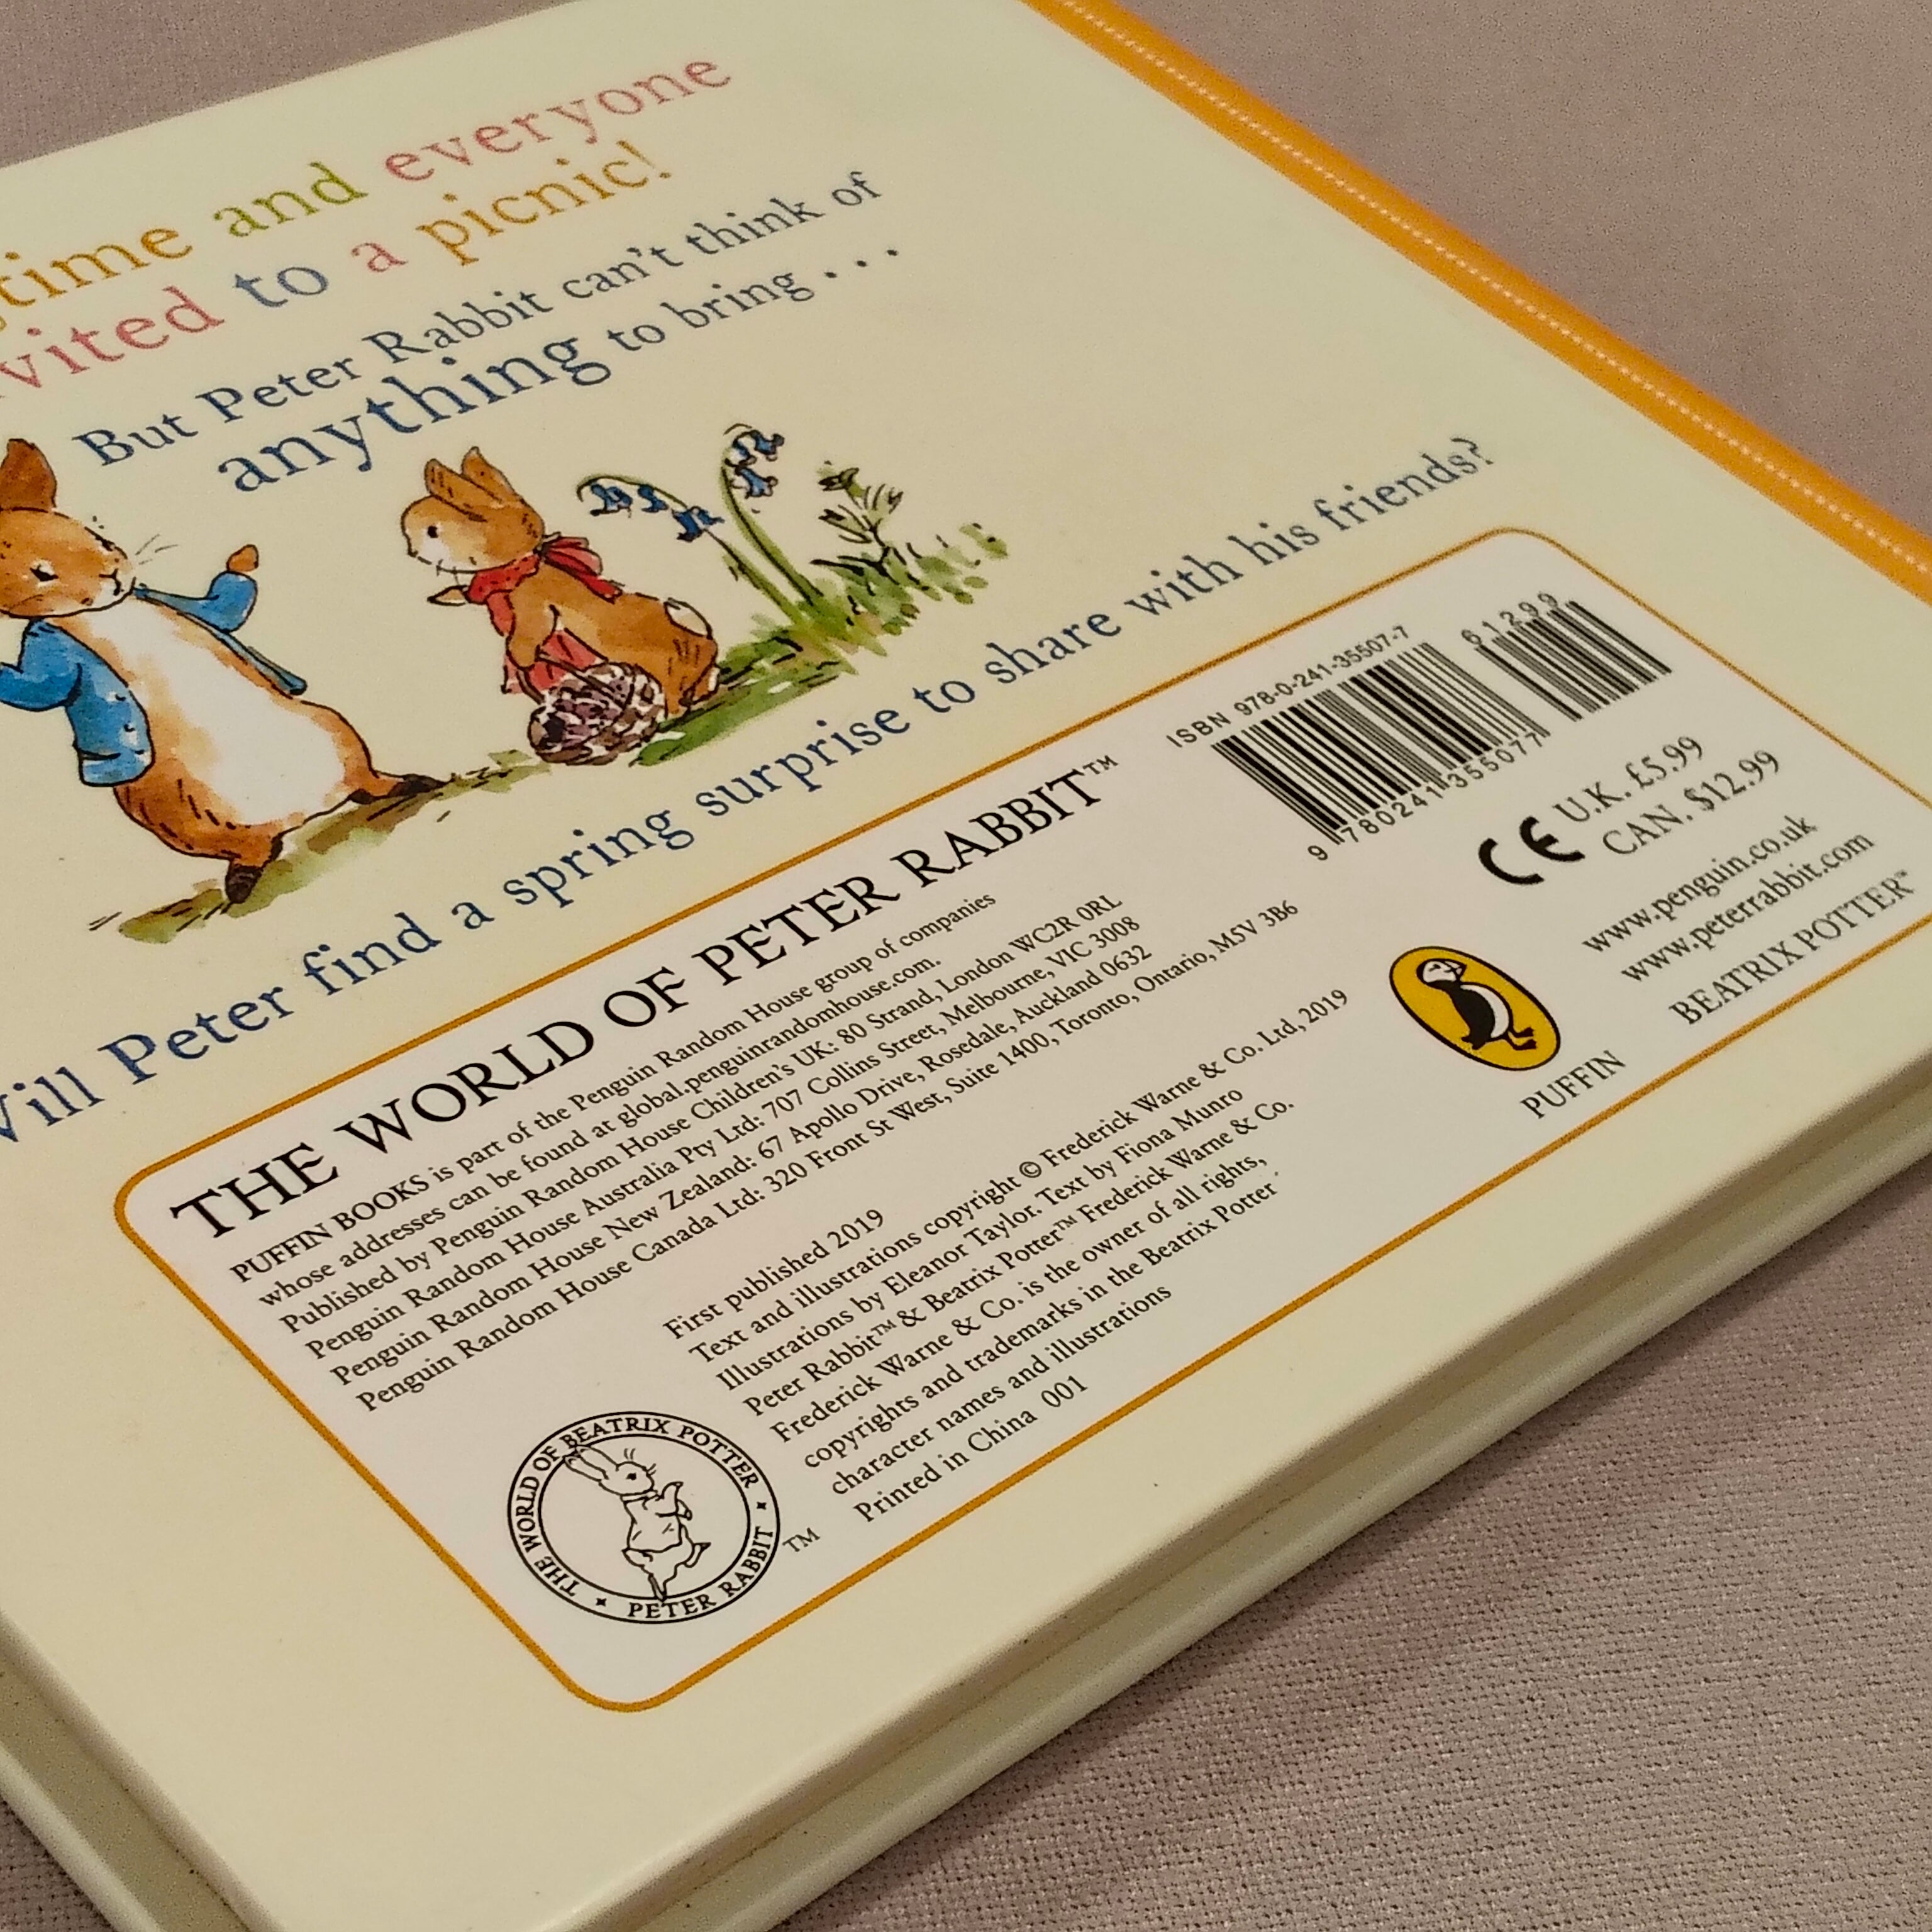 time and everyone
to a picnic!
But Peter Rabbit can't think of
anything to bring . . .
Peter find a spring surprise to share with his friends?
THE WORLD OF PETER RABBIT™
PUFFIN BOOKS is part of the Penguin Random House group of companies
whose addresses can be found at global.penguinrandomhouse.com.
Published by Penguin Random House Children's UK: 80 Strand, London WC2R 0RL
Penguin Random House Australia Pty Ltd: 707 Collins Street, Melbourne, VIC 3008
Penguin Random House New Zealand: 67 Apollo Drive, Rosedale, Auckland 0632
Penguin Random House Canada Ltd: 320 Front St West, Suite 1400, Toronto, Ontario, M5V 3B6
First published 2019
Text and illustrations copyright © Frederick Warne & Co. Ltd, 2019
Illustrations by Eleanor Taylor. Text by Fiona Munro
Peter Rabbit™ & Beatrix Potter™ Frederick Warne & Co.
Frederick Warne & Co. is the owner of all rights,
copyrights and trademarks in the Beatrix Potter
character names and illustrations
Printed in China 001
THE WORLD OF BEATRIX POTTER • PETER RABBIT •
TM
ISBN 978-0-241-35507-7
61299
9 780241 355077
CE U.K. £5.99
CAN. $12.99
www.penguin.co.uk
www.peterrabbit.com
BEATRIX POTTER™
PUFFIN